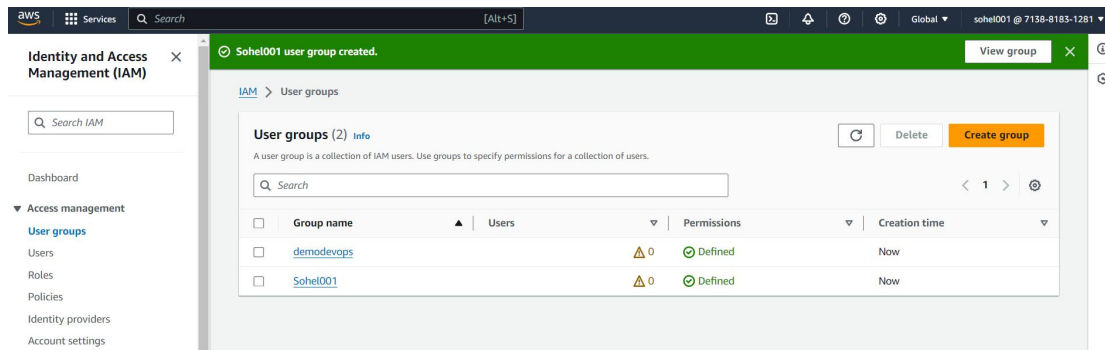 aws Services Search [Alt+S] Global sohel001 @ 7138-8183-1281
Identity and Access
Management (IAM)
Search IAM
Dashboard
Access management
User groups
Users
Roles
Policies
Identity providers
Account settings
Sohel001 user group created. View group
IAM > User groups
User groups (2) Info Delete Create group
A user group is a collection of IAM users. Use groups to specify permissions for a collection of users.
Search 1
Group name Users Permissions Creation time
demodevops 0 Defined Now
Sohel001 0 Defined Now